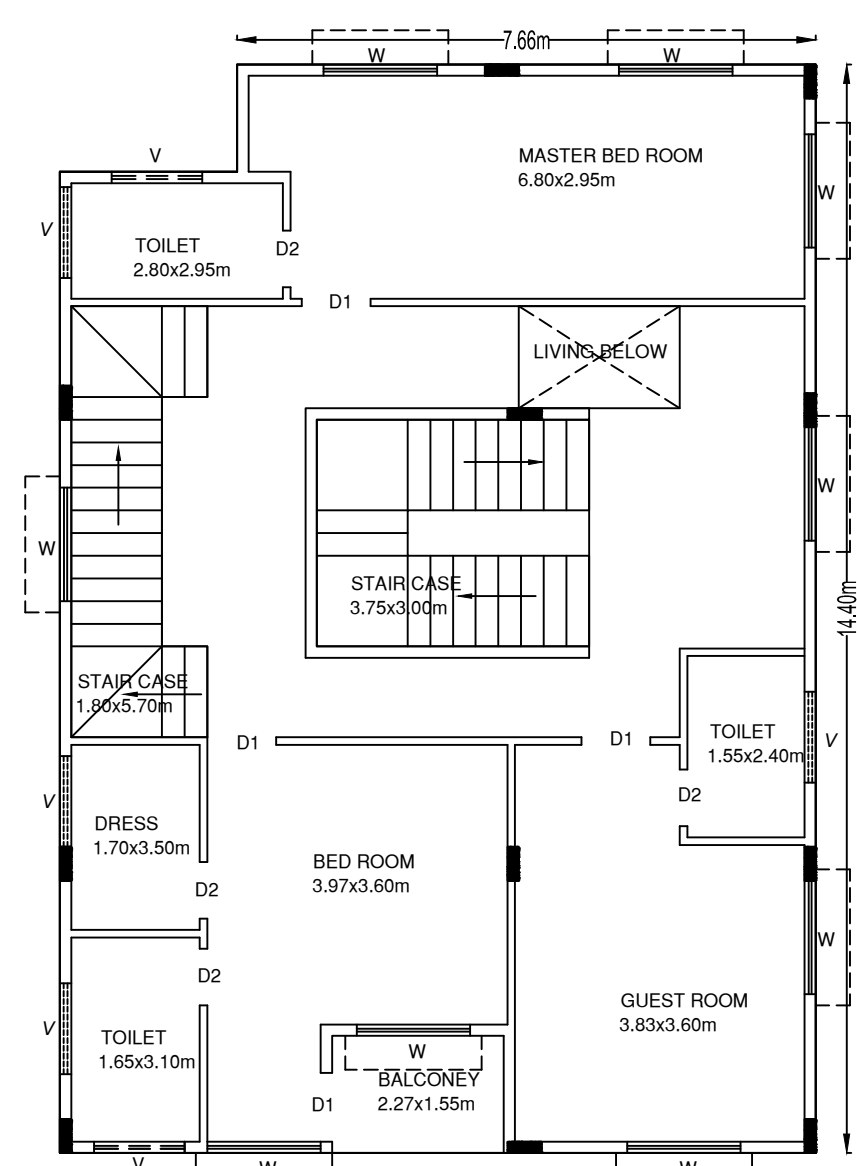 7.66m
W
W
V
MASTER BED ROOM
6.80x2.95m
W
V
TOILET
2.80x2.95m
D2
D1
LIVING BELOW
W
W
STAIR CASE
3.75x3.00m
14.40m
STAIR CASE
1.80x5.70m
D1
D1
TOILET
1.55x2.40m
V
D2
V
DRESS
1.70x3.50m
BED ROOM
3.97x3.60m
D2
W
D2
GUEST ROOM
3.83x3.60m
V
TOILET
1.65x3.10m
W
BALCONEY
2.27x1.55m
D1
V
W
W